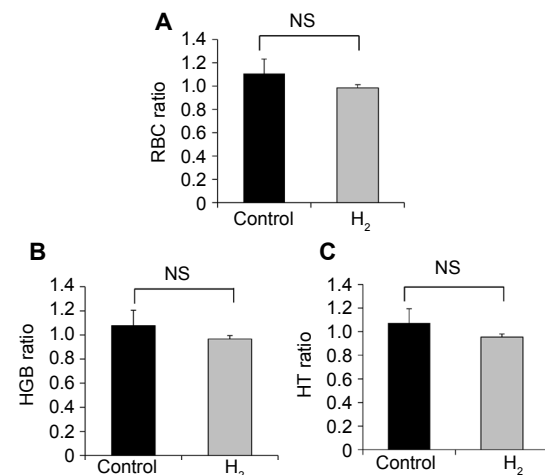 A
NS
1.4
1.2
1.0
0.8
0.6
0.4
0.2
0
RBC ratio
Control H₂
B
NS
1.4
1.2
1.0
0.8
0.6
0.4
0.2
0
HGB ratio
Control H₂
C
NS
1.4
1.2
1.0
0.8
0.6
0.4
0.2
0
HT ratio
Control H₂